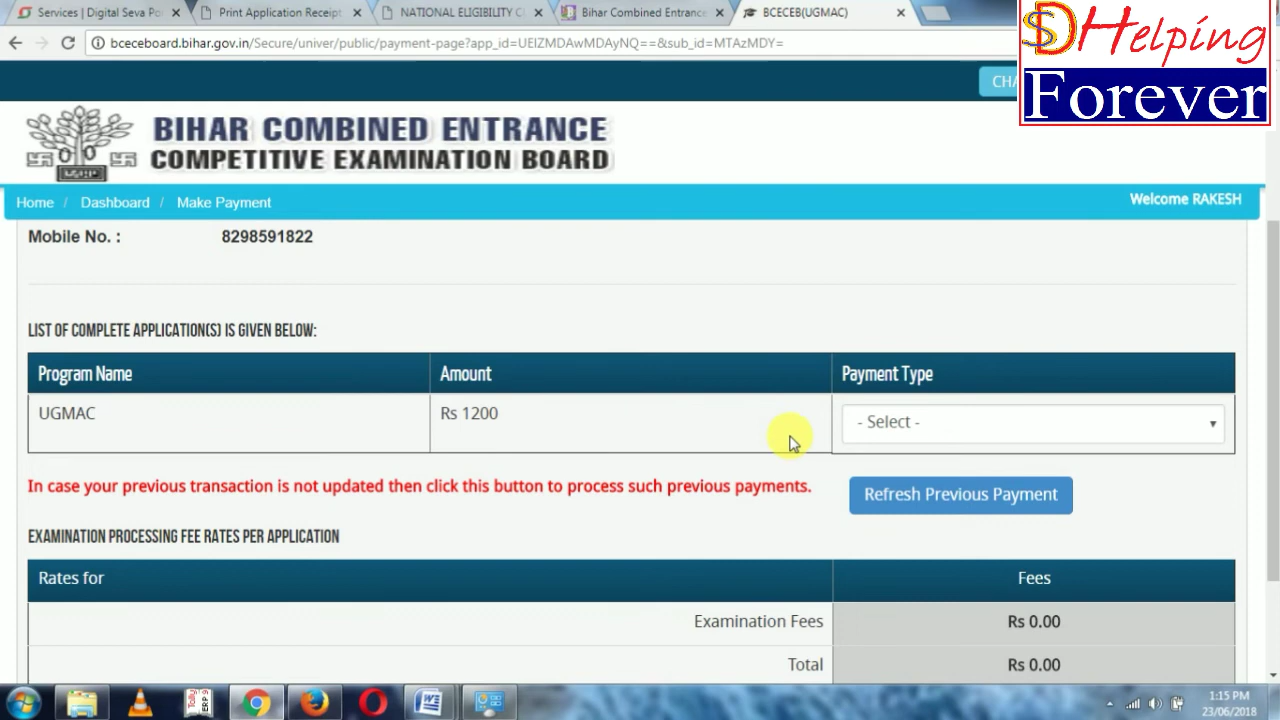 Services | Digital Seva Po
Print Application Receipt
NATIONAL ELIGIBILITY C
Bihar Combined Entrance
BCECEB(UGMAC)
bceceboard.bihar.gov.in/Secure/univer/public/payment-page?app_id=UEIZMDAwMDAyNQ==&sub_id=MTAzMDY=
SD Helping
Forever
CHA
BIHAR COMBINED ENTRANCE
COMPETITIVE EXAMINATION BOARD
Home / Dashboard / Make Payment
Welcome RAKESH
Mobile No. : 8298591822
LIST OF COMPLETE APPLICATION(S) IS GIVEN BELOW:
Program Name Amount Payment Type
UGMAC Rs 1200 - Select -
In case your previous transaction is not updated then click this button to process such previous payments. Refresh Previous Payment
EXAMINATION PROCESSING FEE RATES PER APPLICATION
Rates for Fees
Examination Fees Rs 0.00
Total Rs 0.00
1:15 PM
23/06/2018